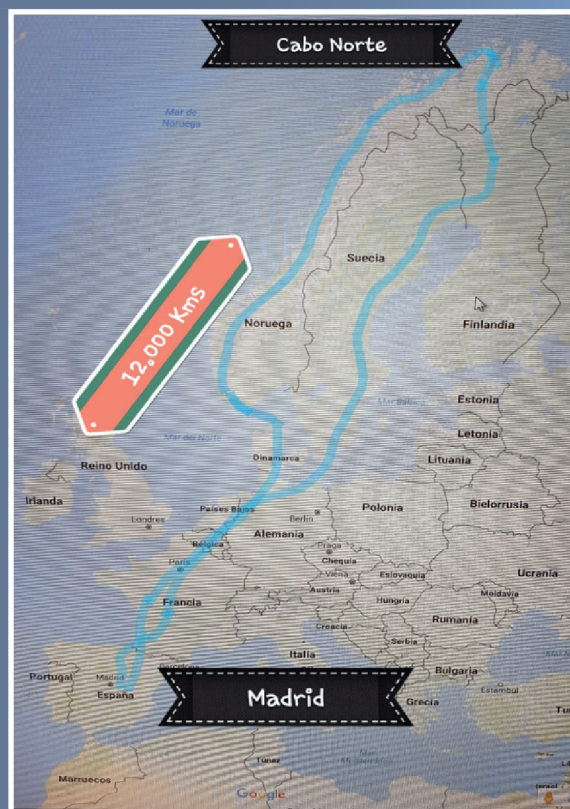 Cabo Norte
Mar de
Noruega
Suecia
12.000 Kms
Noruega
Finlandia
Estonia
Mar Báltico
Letonia
Mar del Norte
Dinamarca
Lituania
Reino Unido
Irlanda
Países Bajos
Bielorrusia
Polonia
Londres
Berlín
Alemania
Bélgica
Praga
Chequia
París
Viena
Eslovaquia
Ucrania
Austria
Moldavia
Francia
Hungría
Rumanía
Croacia
Serbia
Italia
Barcelona
Bulgaria
Portugal
Madrid
España
Madrid
Estambul
Grecia
Túnez
Marruecos
Israel
Google